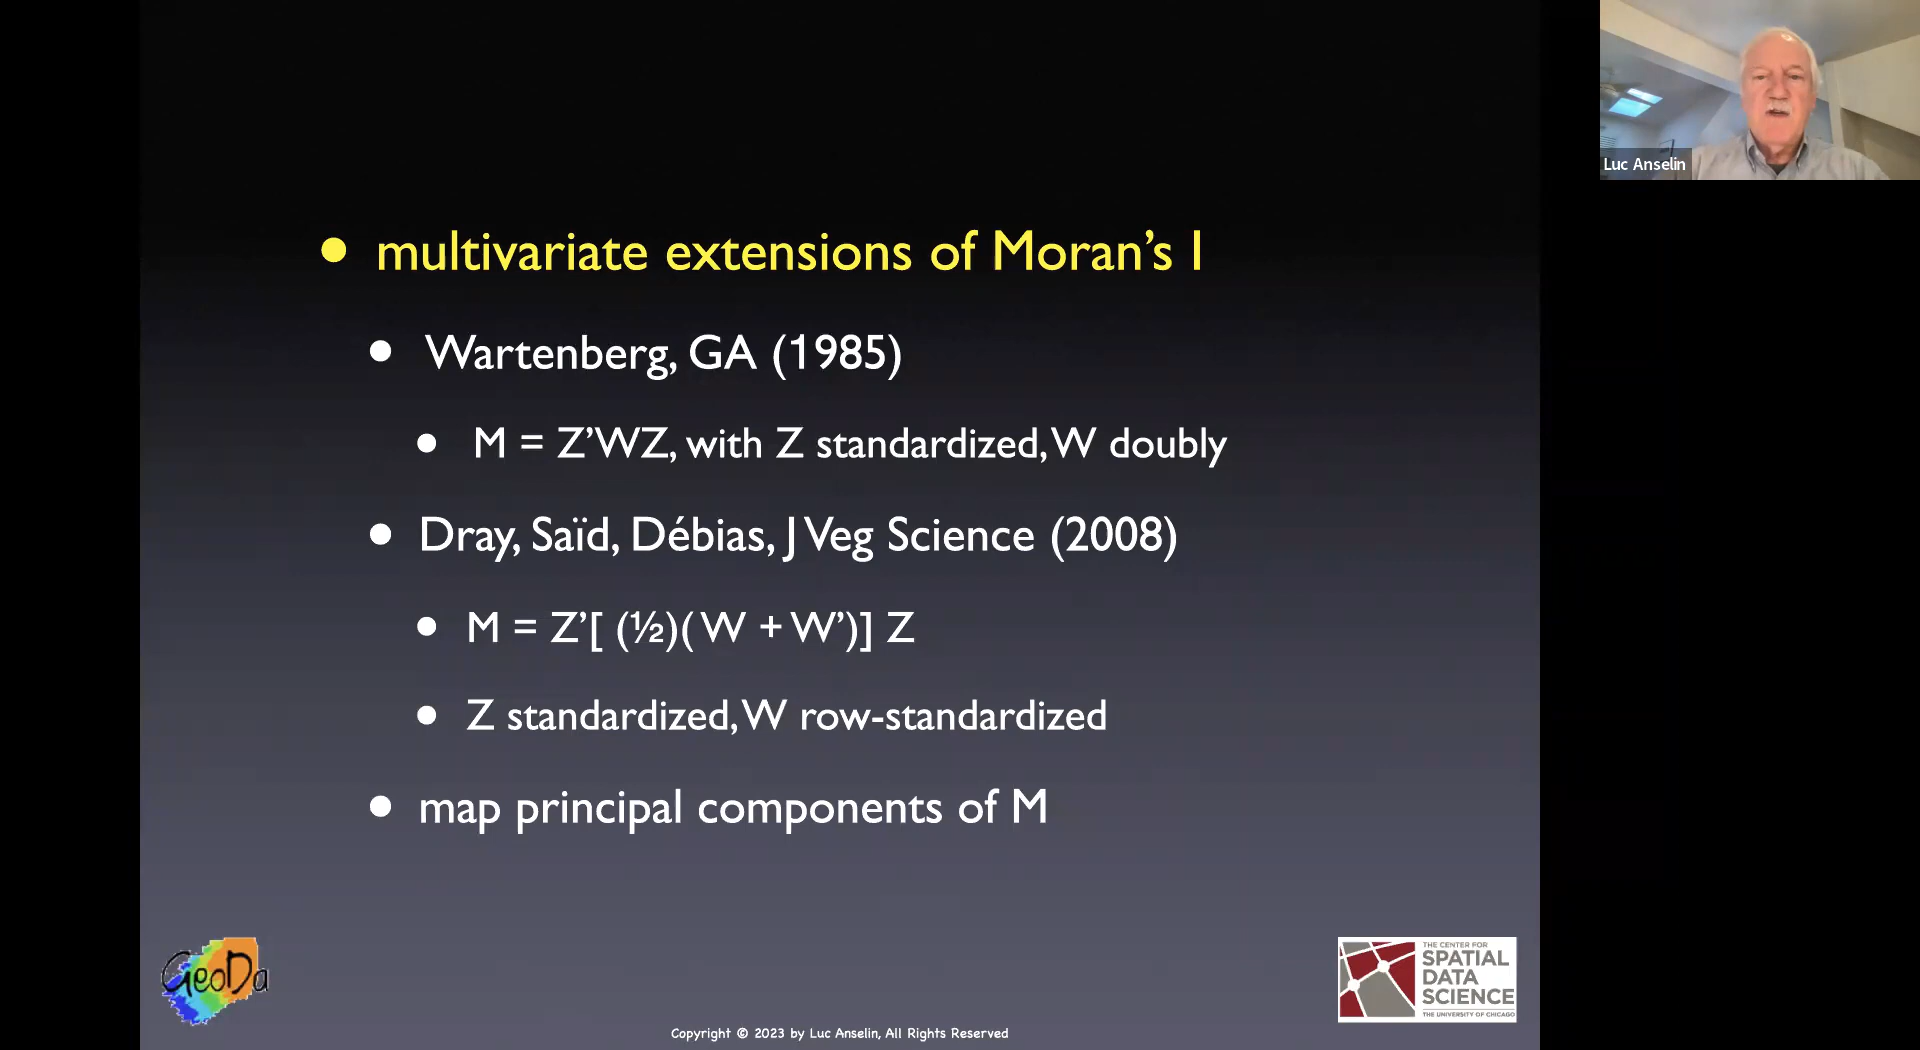 Luc Anselin
• multivariate extensions of Moran’s I
• Wartenberg, GA (1985)
• M = Z’WZ, with Z standardized, W doubly
• Dray, Saïd, Débias, J Veg Science (2008)
• M = Z’[ (½)( W + W’)] Z
• Z standardized, W row-standardized
• map principal components of M
GeoDa
THE CENTER FOR
SPATIAL
DATA
SCIENCE
THE UNIVERSITY OF CHICAGO
Copyright © 2023 by Luc Anselin, All Rights Reserved